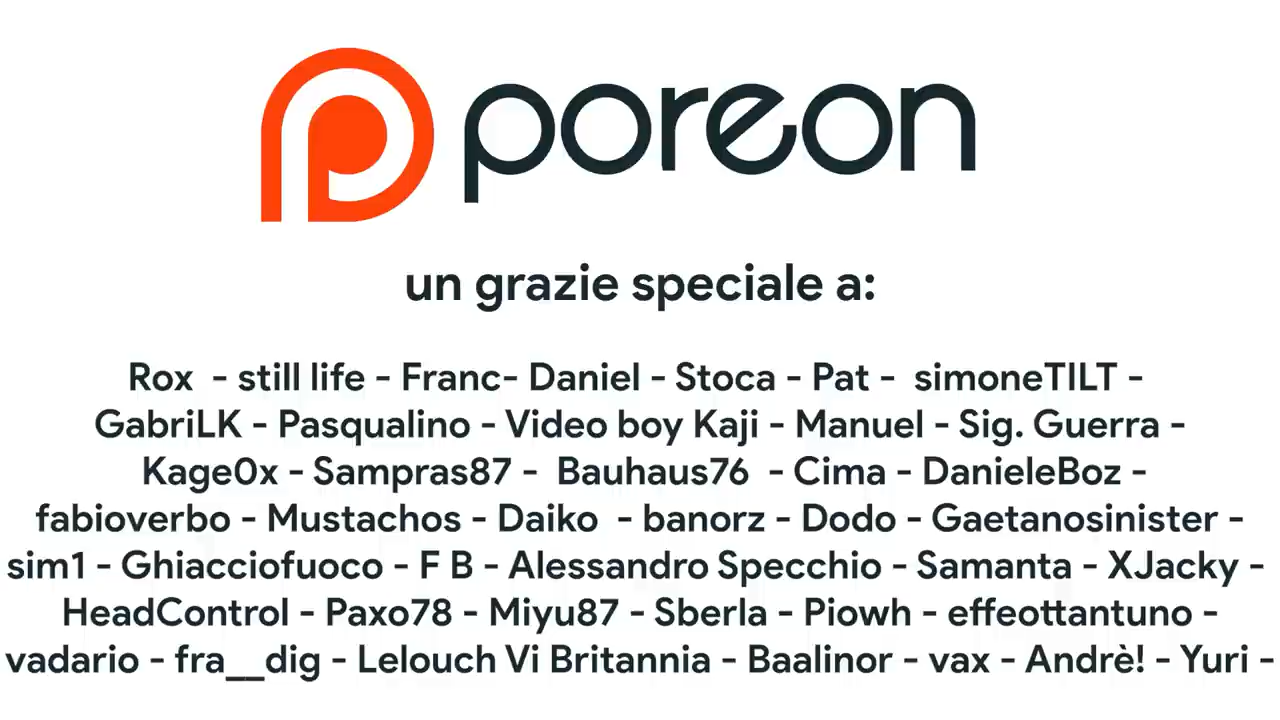 poreon
un grazie speciale a:
Rox - still life - Franc- Daniel - Stoca - Pat - simoneTILT -
GabriLK - Pasqualino - Video boy Kaji - Manuel - Sig. Guerra -
Kage0x - Sampras87 - Bauhaus76 - Cima - DanieleBoz -
fabioverbo - Mustachos - Daiko - banorz - Dodo - Gaetanosinister -
sim1 - Ghiacciofuoco - F B - Alessandro Specchio - Samanta - XJacky -
HeadControl - Paxo78 - Miyu87 - Sberla - Piowh - effeottantuno -
vadario - fra__dig - Lelouch Vi Britannia - Baalinor - vax - Andrè! - Yuri -